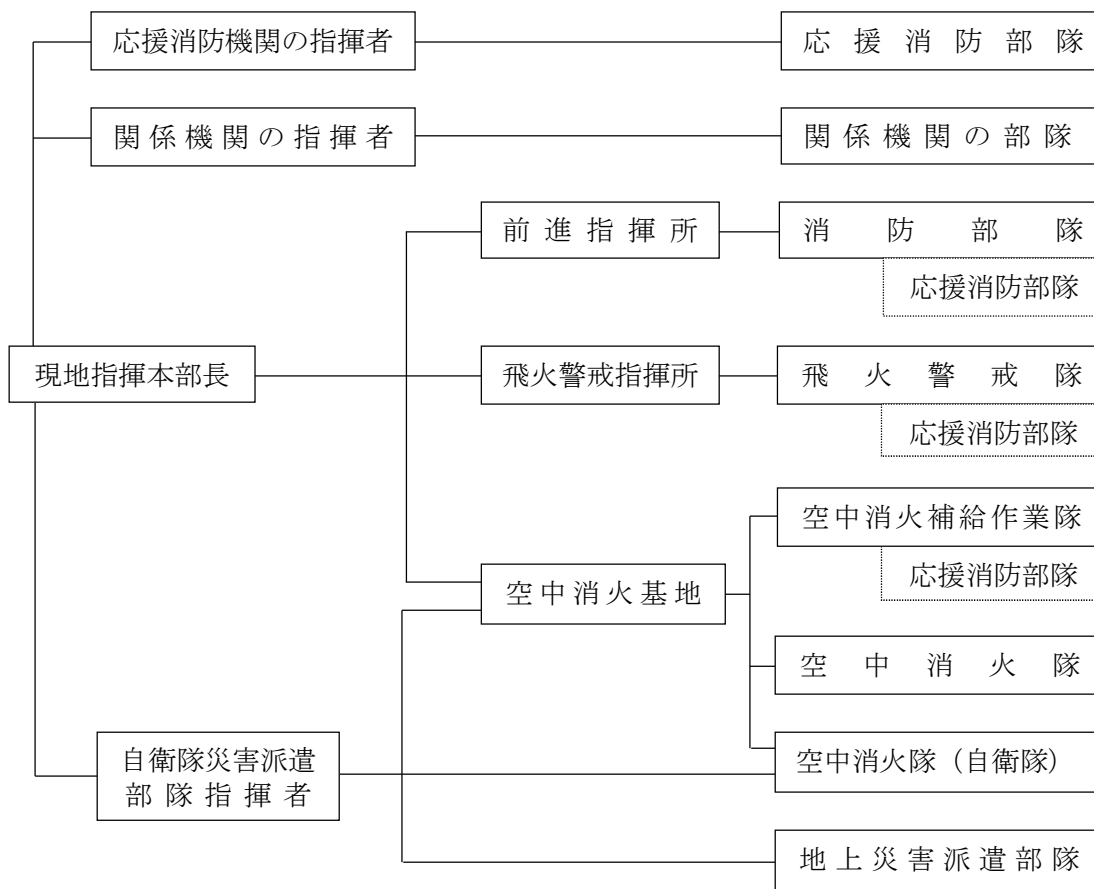 応援消防機関の指揮者
応援消防部隊
関係機関の指揮者
関係機関の部隊
前進指揮所
消防部隊
応援消防部隊
現地指揮本部長
飛火警戒指揮所
飛火警戒隊
応援消防部隊
空中消火補給作業隊
応援消防部隊
空中消火基地
空中消火隊
自衛隊災害派遣
部隊指揮者
空中消火隊（自衛隊）
地上災害派遣部隊